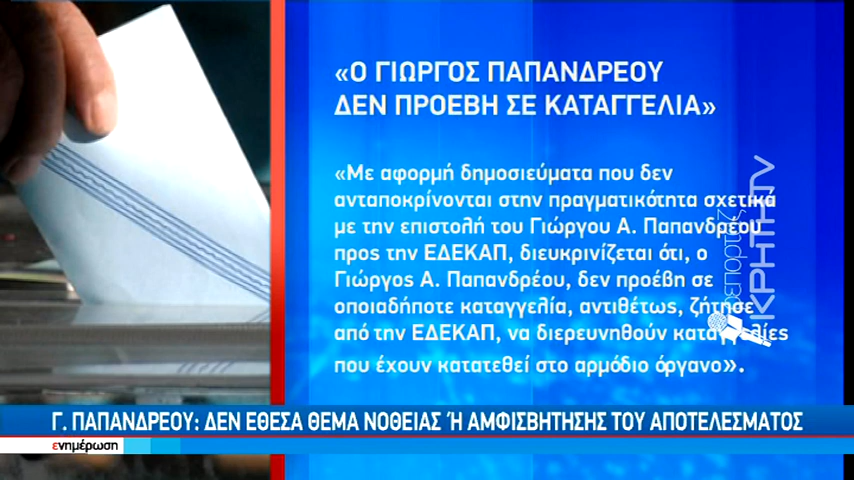 «Ο ΓΙΩΡΓΟΣ ΠΑΠΑΝΔΡΕΟΥ
ΔΕΝ ΠΡΟΕΒΗ ΣΕ ΚΑΤΑΓΓΕΛΙΑ»
«Με αφορμή δημοσιεύματα που δεν
ανταποκρίνονται στην πραγματικότητα σχετικά
με την επιστολή του Γιώργου Α. Παπανδρέου
προς την ΕΔΕΚΑΠ, διευκρινίζεται ότι, ο
Γιώργος Α. Παπανδρέου, δεν προέβη σε
οποιαδήποτε καταγγελία, αντιθέτως, ζήτησε
από την ΕΔΕΚΑΠ, να διερευνηθούν καταγγελίες
που έχουν κατατεθεί στο αρμόδιο όργανο».
ρεπορτάζ
ΚΡΗΤΗ TV
Γ. ΠΑΠΑΝΔΡΕΟΥ: ΔΕΝ ΕΘΕΣΑ ΘΕΜΑ ΝΟΘΕΙΑΣ Ή ΑΜΦΙΣΒΗΤΗΣΗΣ ΤΟΥ ΑΠΟΤΕΛΕΣΜΑΤΟΣ
ενημέρωση